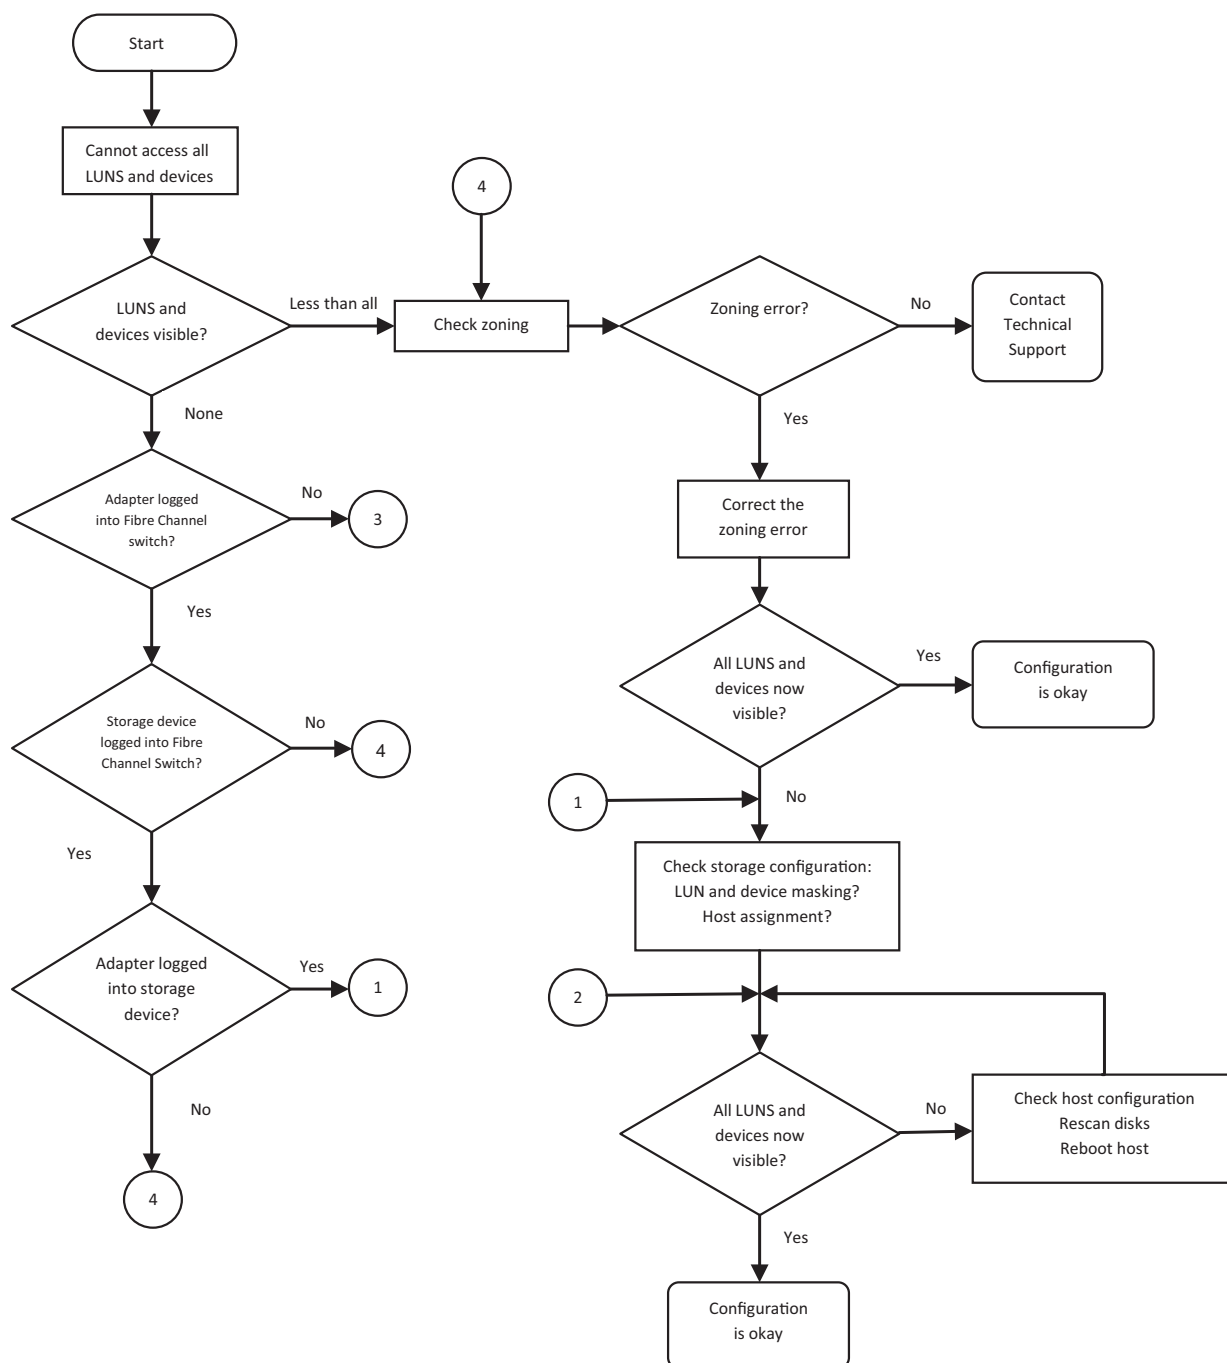 Start
Cannot access all
LUNS and devices
4
LUNS and
devices visible?
Less than all
Check zoning
Zoning error?
No
Contact
Technical
Support
None
Yes
Adapter logged
into Fibre Channel
switch?
No
3
Correct the
zoning error
Yes
Storage device
logged into Fibre
Channel Switch?
No
4
All LUNS and
devices now
visible?
Yes
Configuration
is okay
1
No
Yes
Check storage configuration:
LUN and device masking?
Host assignment?
Adapter logged
into storage
device?
Yes
1
2
No
4
All LUNS and
devices now
visible?
No
Check host configuration
Rescan disks
Reboot host
Yes
Configuration
is okay